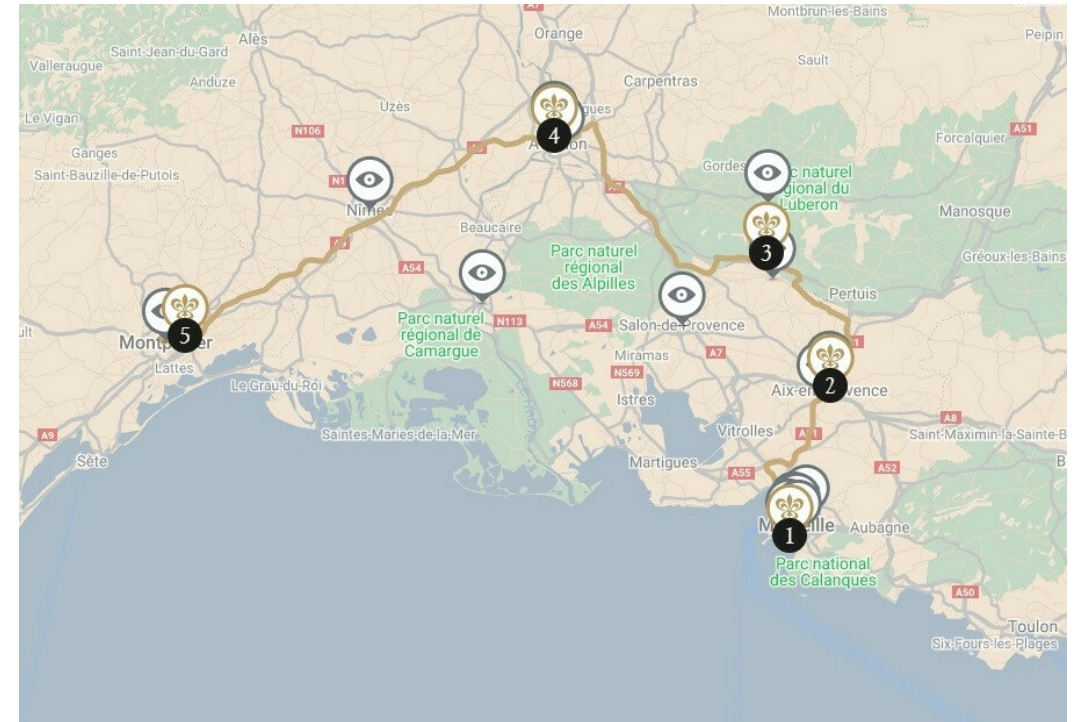 Montbrun-les-Bains
A7
Alès
Orange
Peipin
Saint-Jean-du-Gard
Sault
Valleraugue
Anduze
Carpentras
Uzès
Le Vigan
N106
4
A51
Forcalquier
Ganges
Gordes
Saint-Bauzille-de-Putois
Luberon
Nîmes
Manosque
Beaucaire
3
Parc naturel
régional
des Alpilles
Gréoux-les-Bains
A54
Pertuis
Parc naturel
régional de
Camargue
N113
A54
Salon-de-Provence
5
Lattes
Miramas
A7
N569
2
Le Grau-du-Roi
N568
Istres
A8
Saintes-Maries-de-la-Mer
Vitrolles
Saint-Maximin-la-Sainte-B
A9
Sète
Martigues
A55
A52
1
Aubagne
Parc national
des Calanques
A50
Toulon
Six-Fours-les-Plages